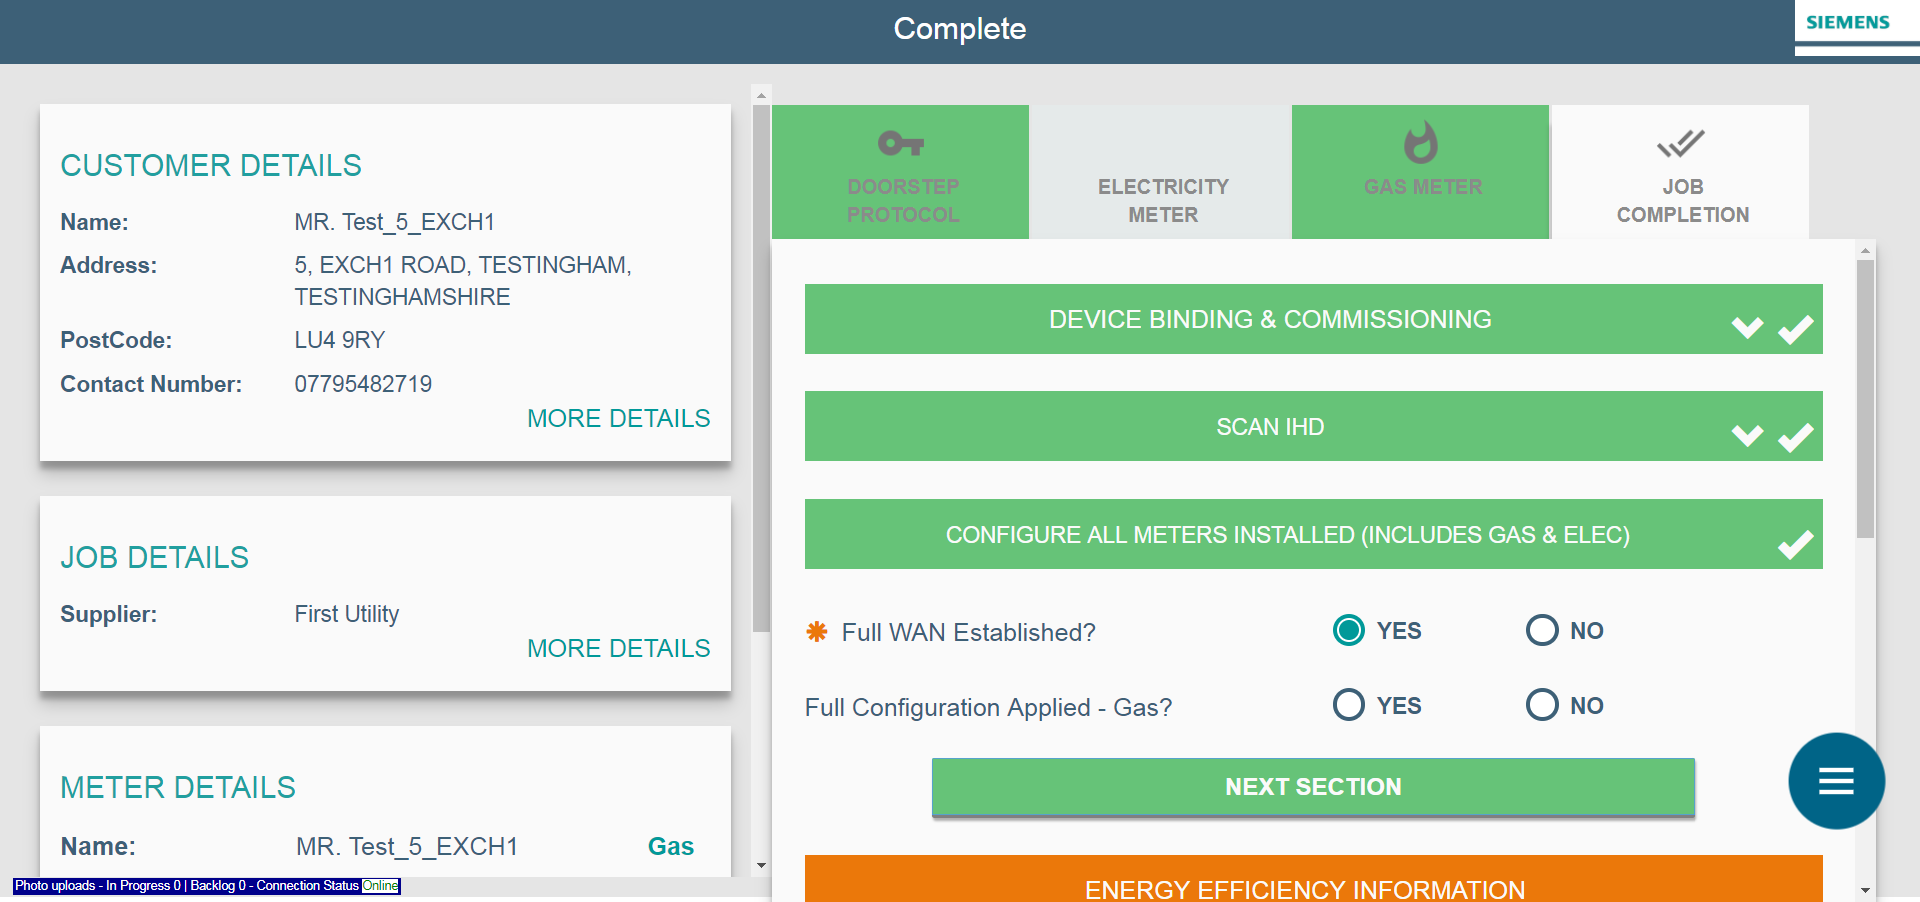 Complete
SIEMENS
CUSTOMER DETAILS
Name: MR. Test_5_EXCH1
Address: 5, EXCH1 ROAD, TESTINGHAM,
TESTINGHAMSHIRE
PostCode: LU4 9RY
Contact Number: 07795482719
MORE DETAILS
JOB DETAILS
Supplier: First Utility
MORE DETAILS
METER DETAILS
Name: MR. Test_5_EXCH1 Gas
Photo uploads - In Progress 0 | Backlog 0 - Connection Status Online
DOORSTEP
PROTOCOL
ELECTRICITY
METER
GAS METER
JOB
COMPLETION
DEVICE BINDING & COMMISSIONING
SCAN IHD
CONFIGURE ALL METERS INSTALLED (INCLUDES GAS & ELEC)
Full WAN Established? YES NO
Full Configuration Applied - Gas? YES NO
NEXT SECTION
ENERGY EFFICIENCY INFORMATION